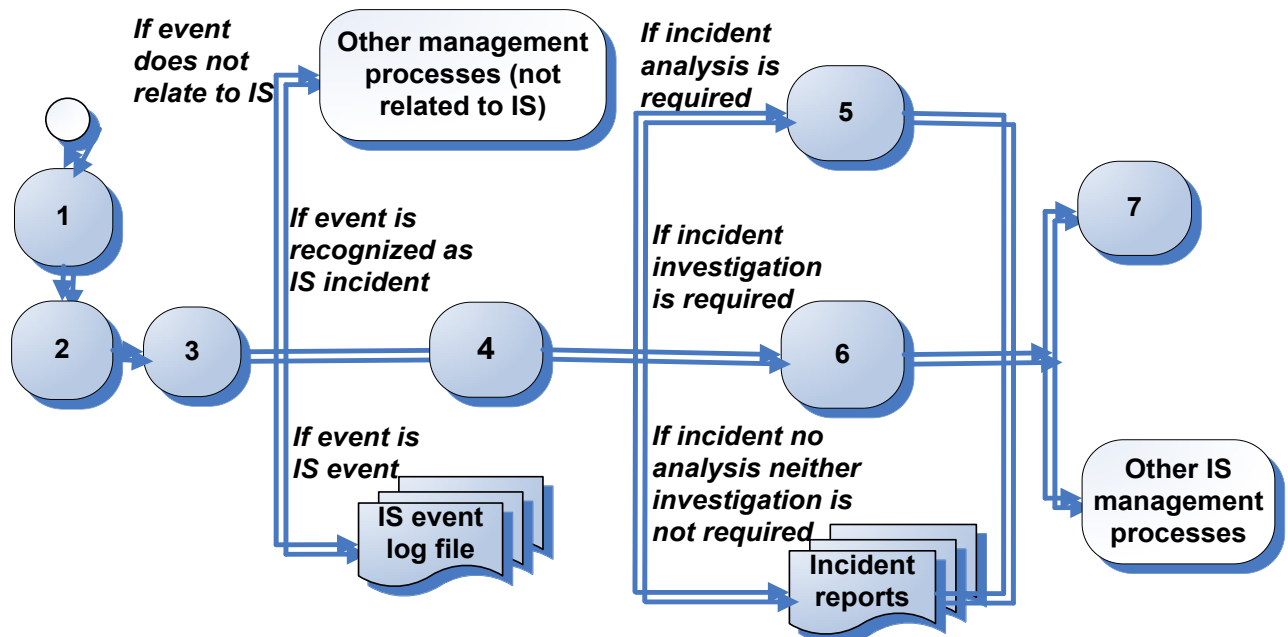 If event
does not
relate to IS
Other management
processes (not
related to IS)
If incident
analysis is
required
5
1
7
If event is
recognized as
IS incident
If incident
investigation
is required
2
3
4
6
If event is
IS event
IS event
log file
If incident no
analysis neither
investigation is
not required
Incident
reports
Other IS
management
processes